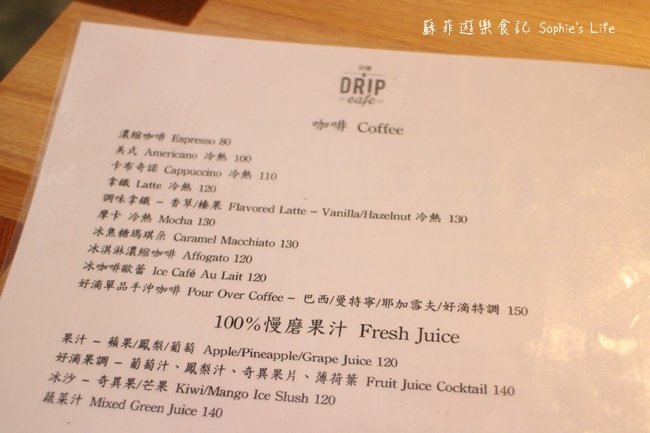 蘇菲遊樂食記 Sophie's Life
好滴
DRIP
cafe
咖啡 Coffee
濃縮咖啡 Espresso 80
美式 Americano 冷熱 100
卡布奇諾 Cappuccino 冷熱 110
拿鐵 Latte 冷熱 120
調味拿鐵 – 香草/榛果 Flavored Latte – Vanilla/Hazelnut 冷熱 130
摩卡 冷熱 Mocha 130
冰焦糖瑪琪朵 Caramel Macchiato 130
冰淇淋濃縮咖啡 Affogato 120
冰咖啡歐蕾 Ice Café Au Lait 120
好滴單品手沖咖啡 Pour Over Coffee – 巴西/曼特寧/耶加雪夫/好滴特調 150
100%慢磨果汁 Fresh Juice
果汁 – 蘋果/鳳梨/葡萄 Apple/Pineapple/Grape Juice 120
好滴果調 – 葡萄汁、鳳梨汁、奇異果片、薄荷葉 Fruit Juice Cocktail 140
冰沙 – 奇異果/芒果 Kiwi/Mango Ice Slush 120
蔬菜汁 Mixed Green Juice 140